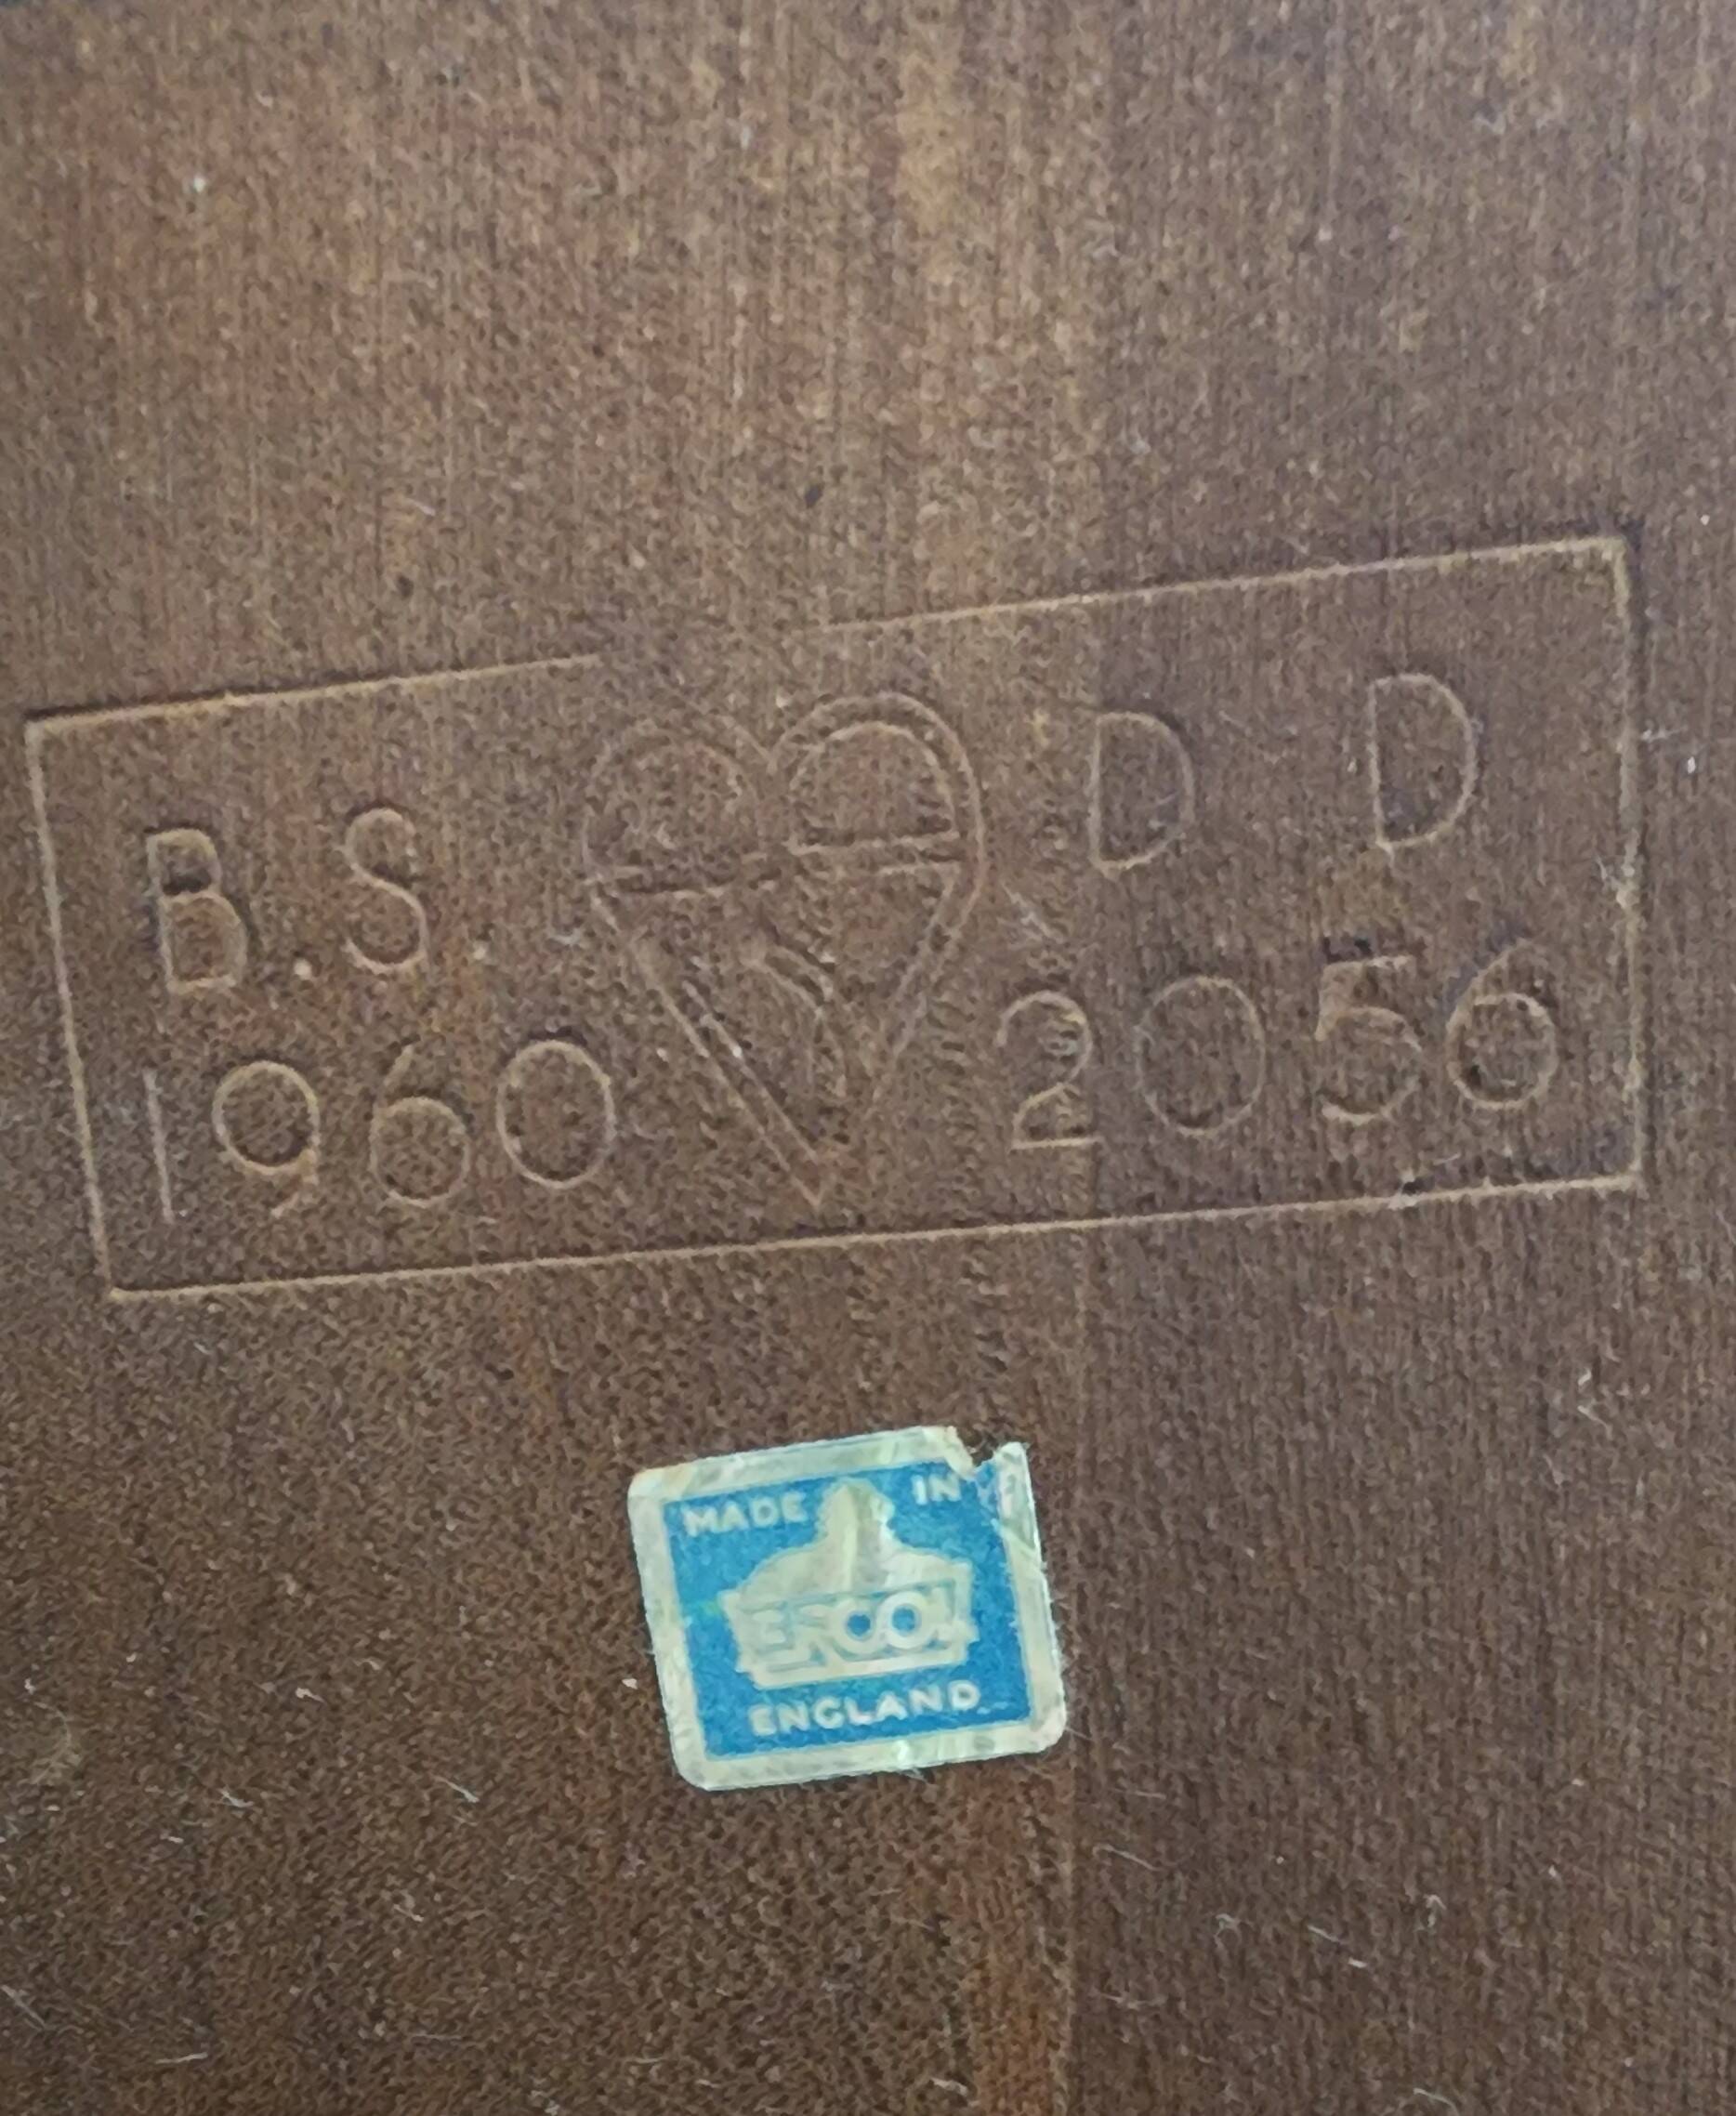 B.S. D D
1960 2056
MADE IN
ERCOL
ENGLAND